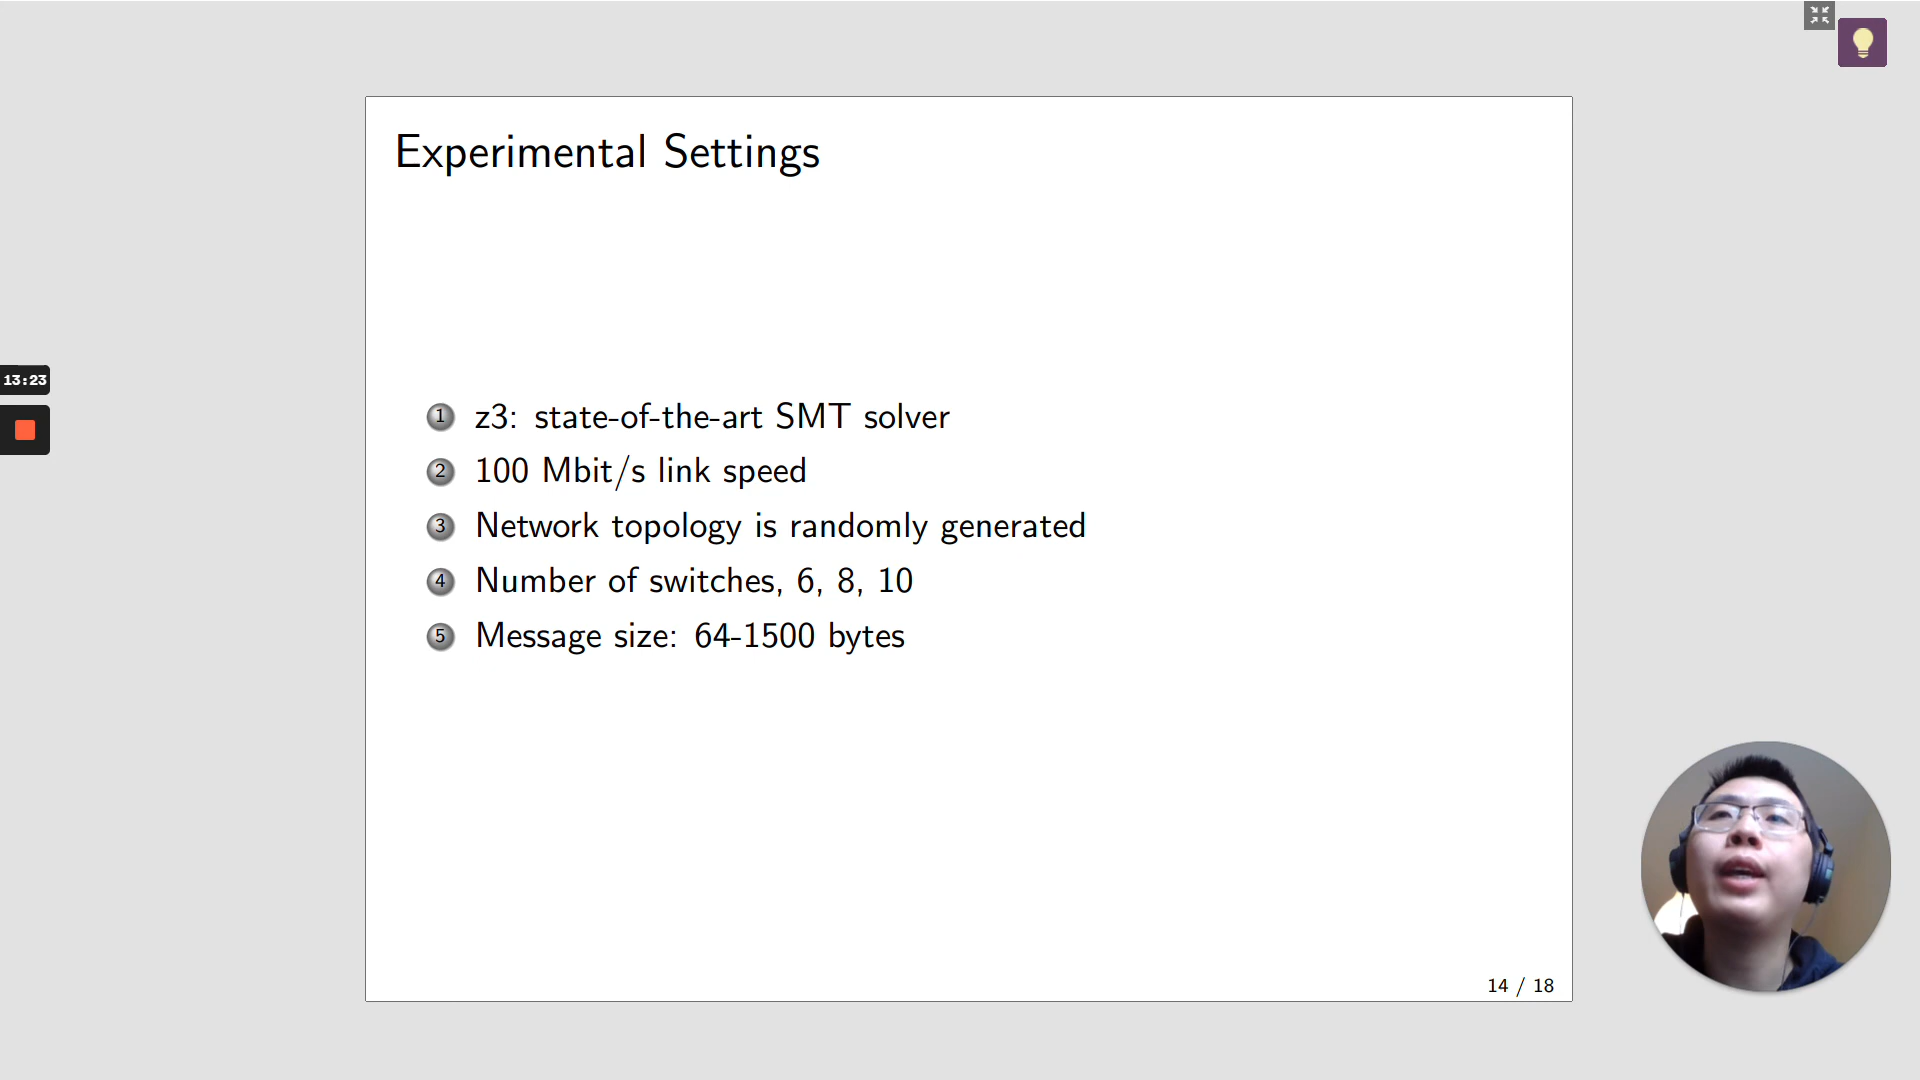 Experimental Settings
13:23
1 z3: state-of-the-art SMT solver
2 100 Mbit/s link speed
3 Network topology is randomly generated
4 Number of switches, 6, 8, 10
5 Message size: 64-1500 bytes
14 / 18